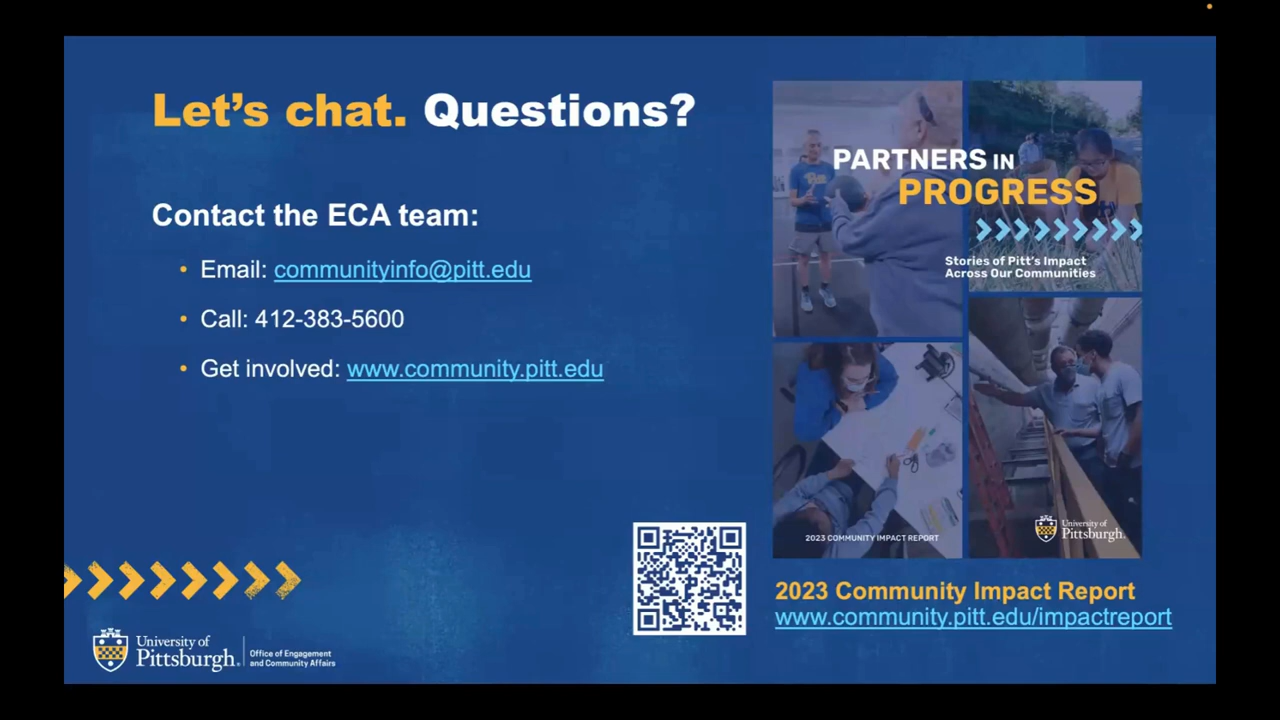 Let's chat. Questions?
Contact the ECA team:
• Email: communityinfo@pitt.edu
• Call: 412-383-5600
• Get involved: www.community.pitt.edu
PARTNERS IN
PROGRESS
Stories of Pitt's Impact
Across Our Communities
2023 COMMUNITY IMPACT REPORT
University of
Pittsburgh.
2023 Community Impact Report
www.community.pitt.edu/impactreport
University of
Pittsburgh.
Office of Engagement
and Community Affairs